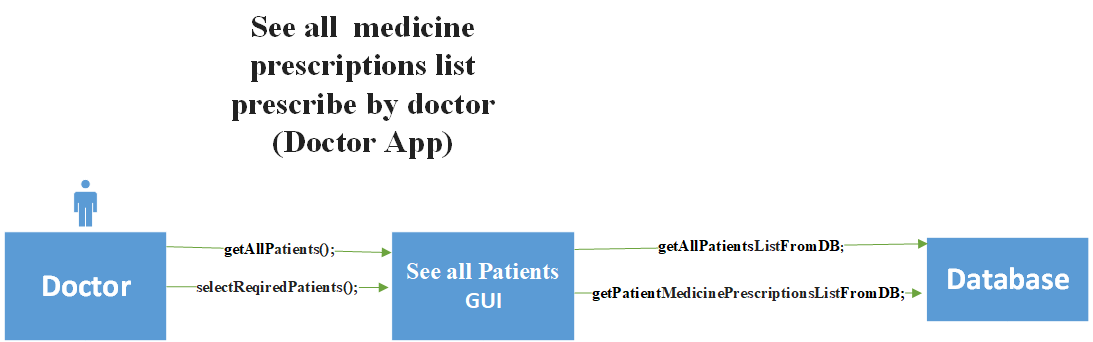 See all medicine
prescriptions list
prescribe by doctor
(Doctor App)
Doctor
getAllPatients();
selectReqiredPatients();
See all Patients
GUI
getAllPatientsListFromDB;
getPatientMedicinePrescriptionsListFromDB;
Database